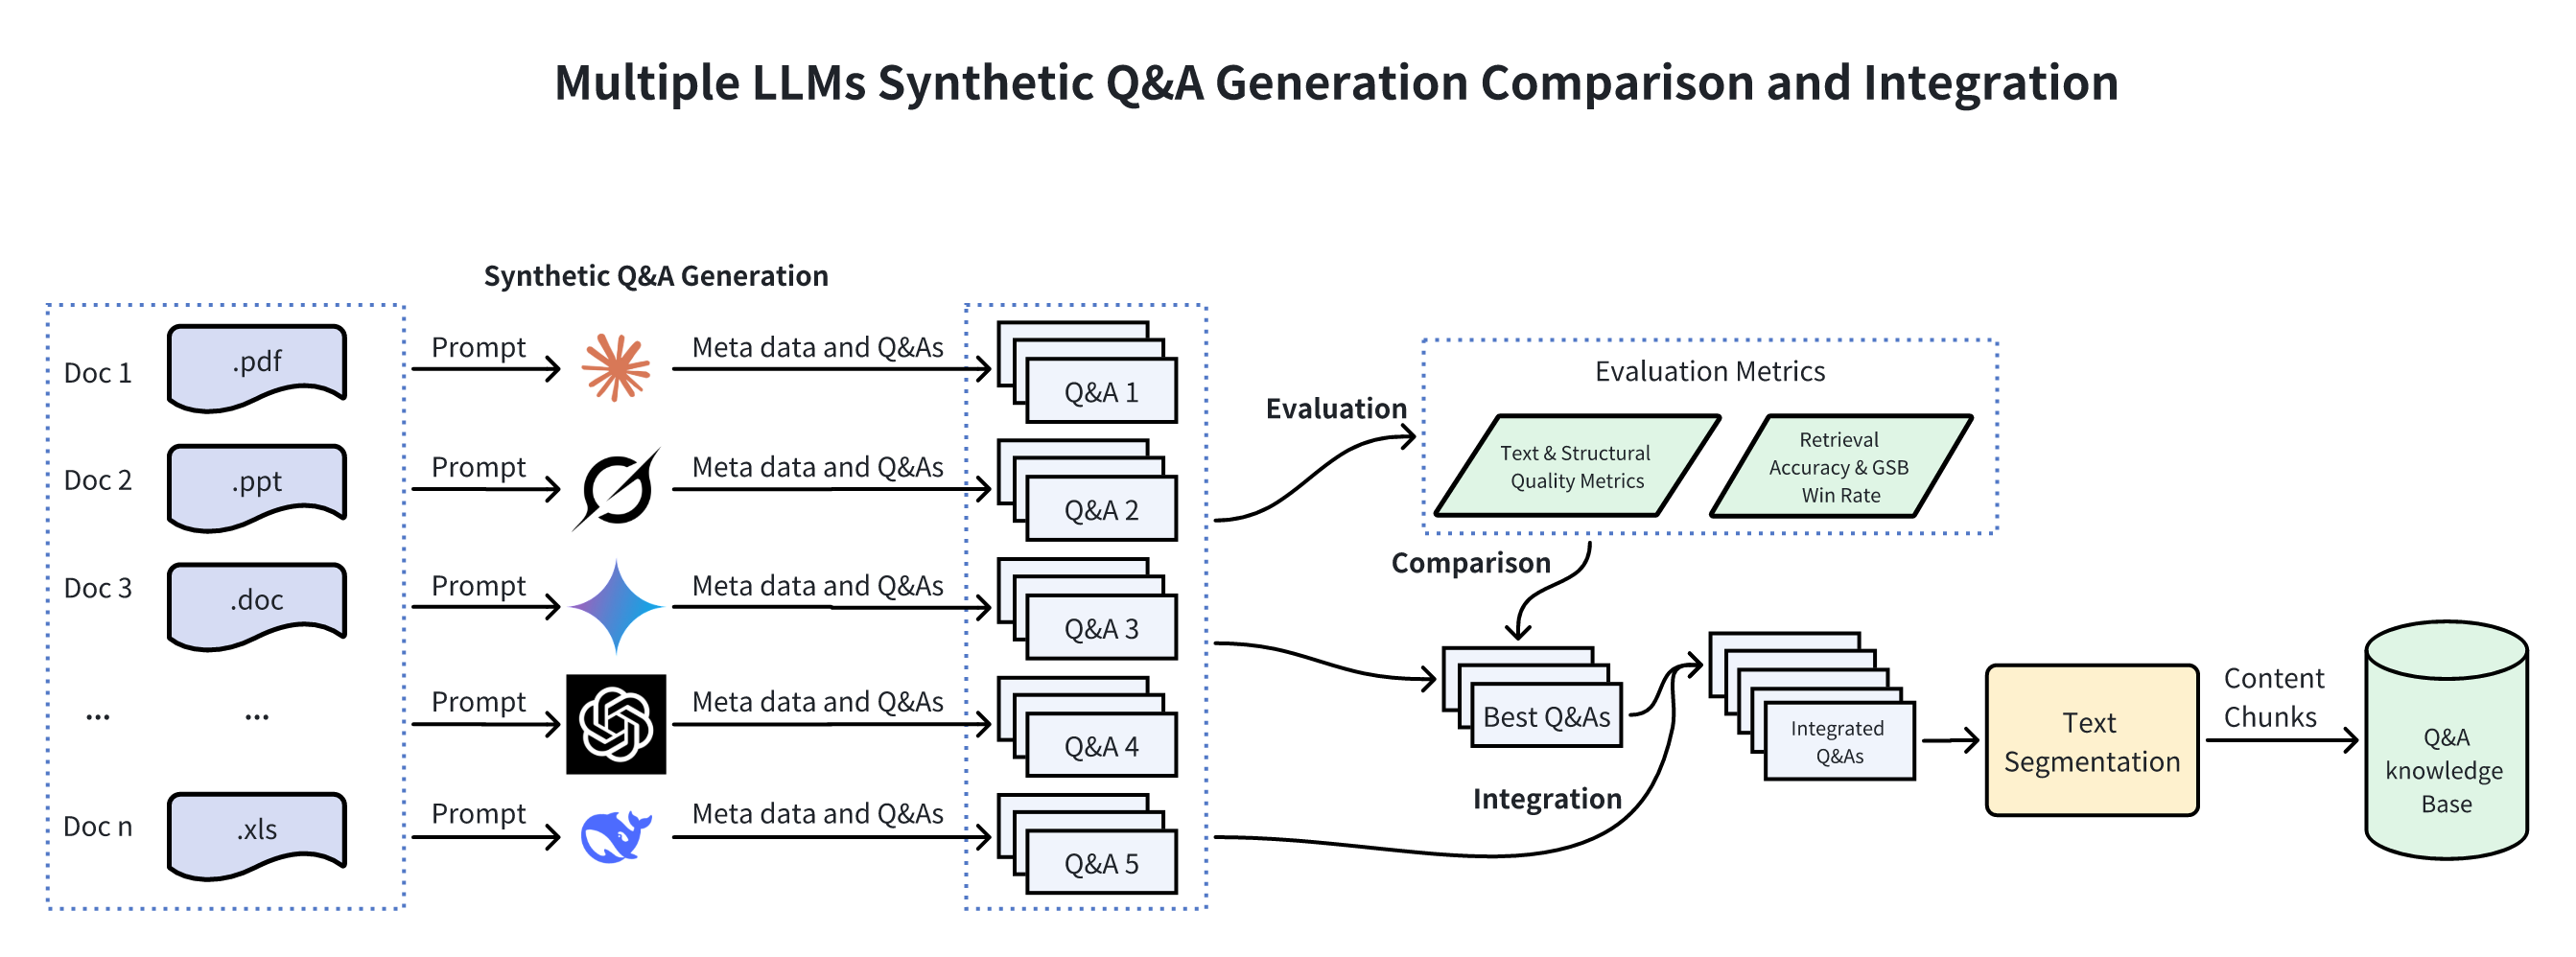 Multiple LLMs Synthetic Q&A Generation Comparison and Integration
Synthetic Q&A Generation
Doc 1
.pdf
Prompt
Meta data and Q&As
Q&A 1
Doc 2
.ppt
Prompt
Meta data and Q&As
Q&A 2
Doc 3
.doc
Prompt
Meta data and Q&As
Q&A 3
...
...
Prompt
Meta data and Q&As
Q&A 4
Doc n
.xls
Prompt
Meta data and Q&As
Q&A 5
Evaluation
Evaluation Metrics
Text & Structural
Quality Metrics
Retrieval
Accuracy & GSB
Win Rate
Comparison
Best Q&As
Integration
Integrated
Q&As
Text
Segmentation
Content
Chunks
Q&A
knowledge
Base